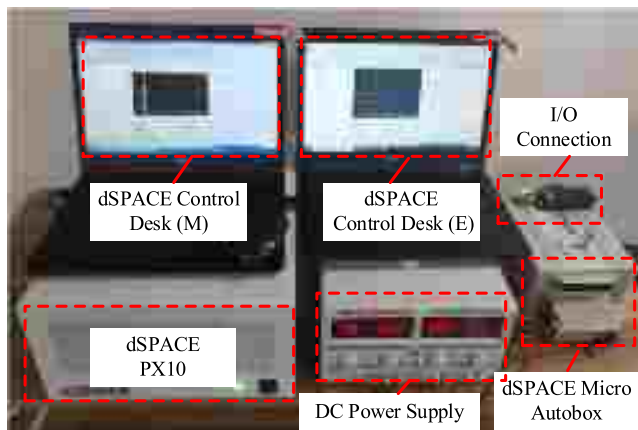 I/O
Connection
dSPACE Control
Desk (M)
dSPACE
Control Desk (E)
dSPACE
PX10
DC Power Supply
dSPACE Micro
Autobox